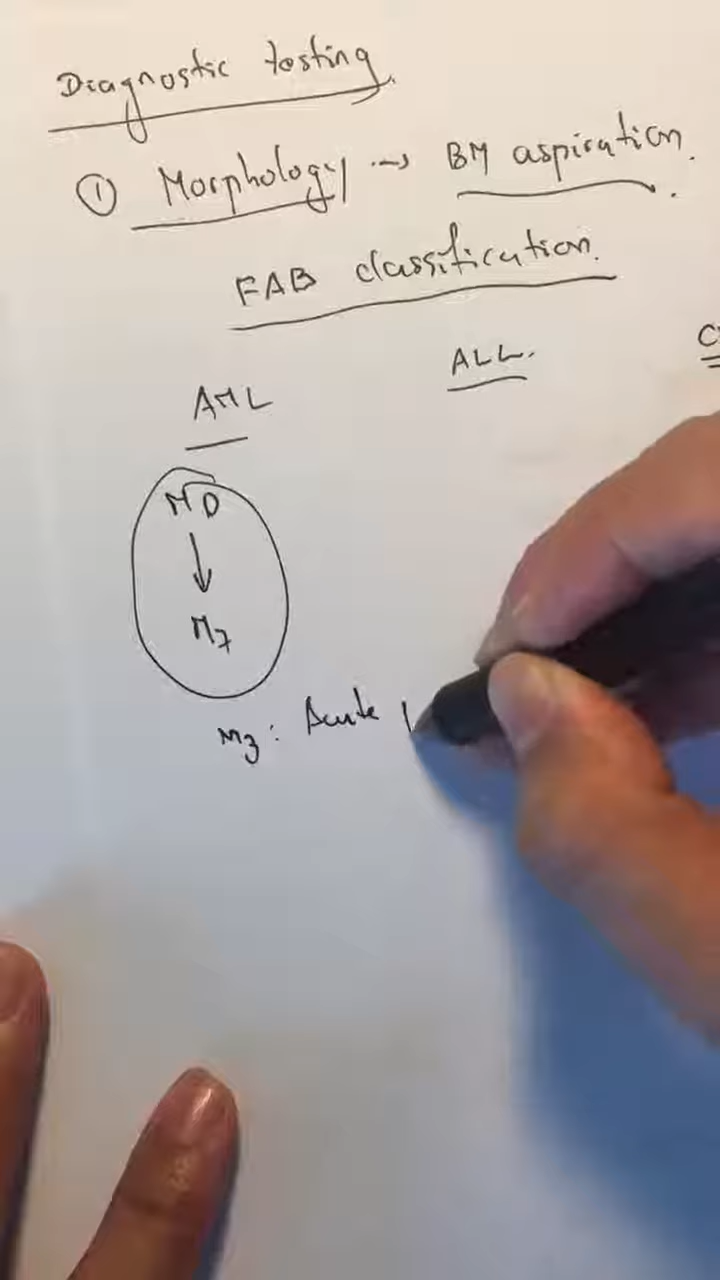 Diagnostic testing.
① Morphology → BM aspiration.
FAB classification.
ALL.
AML
M0
↓
M7
M3: Acute